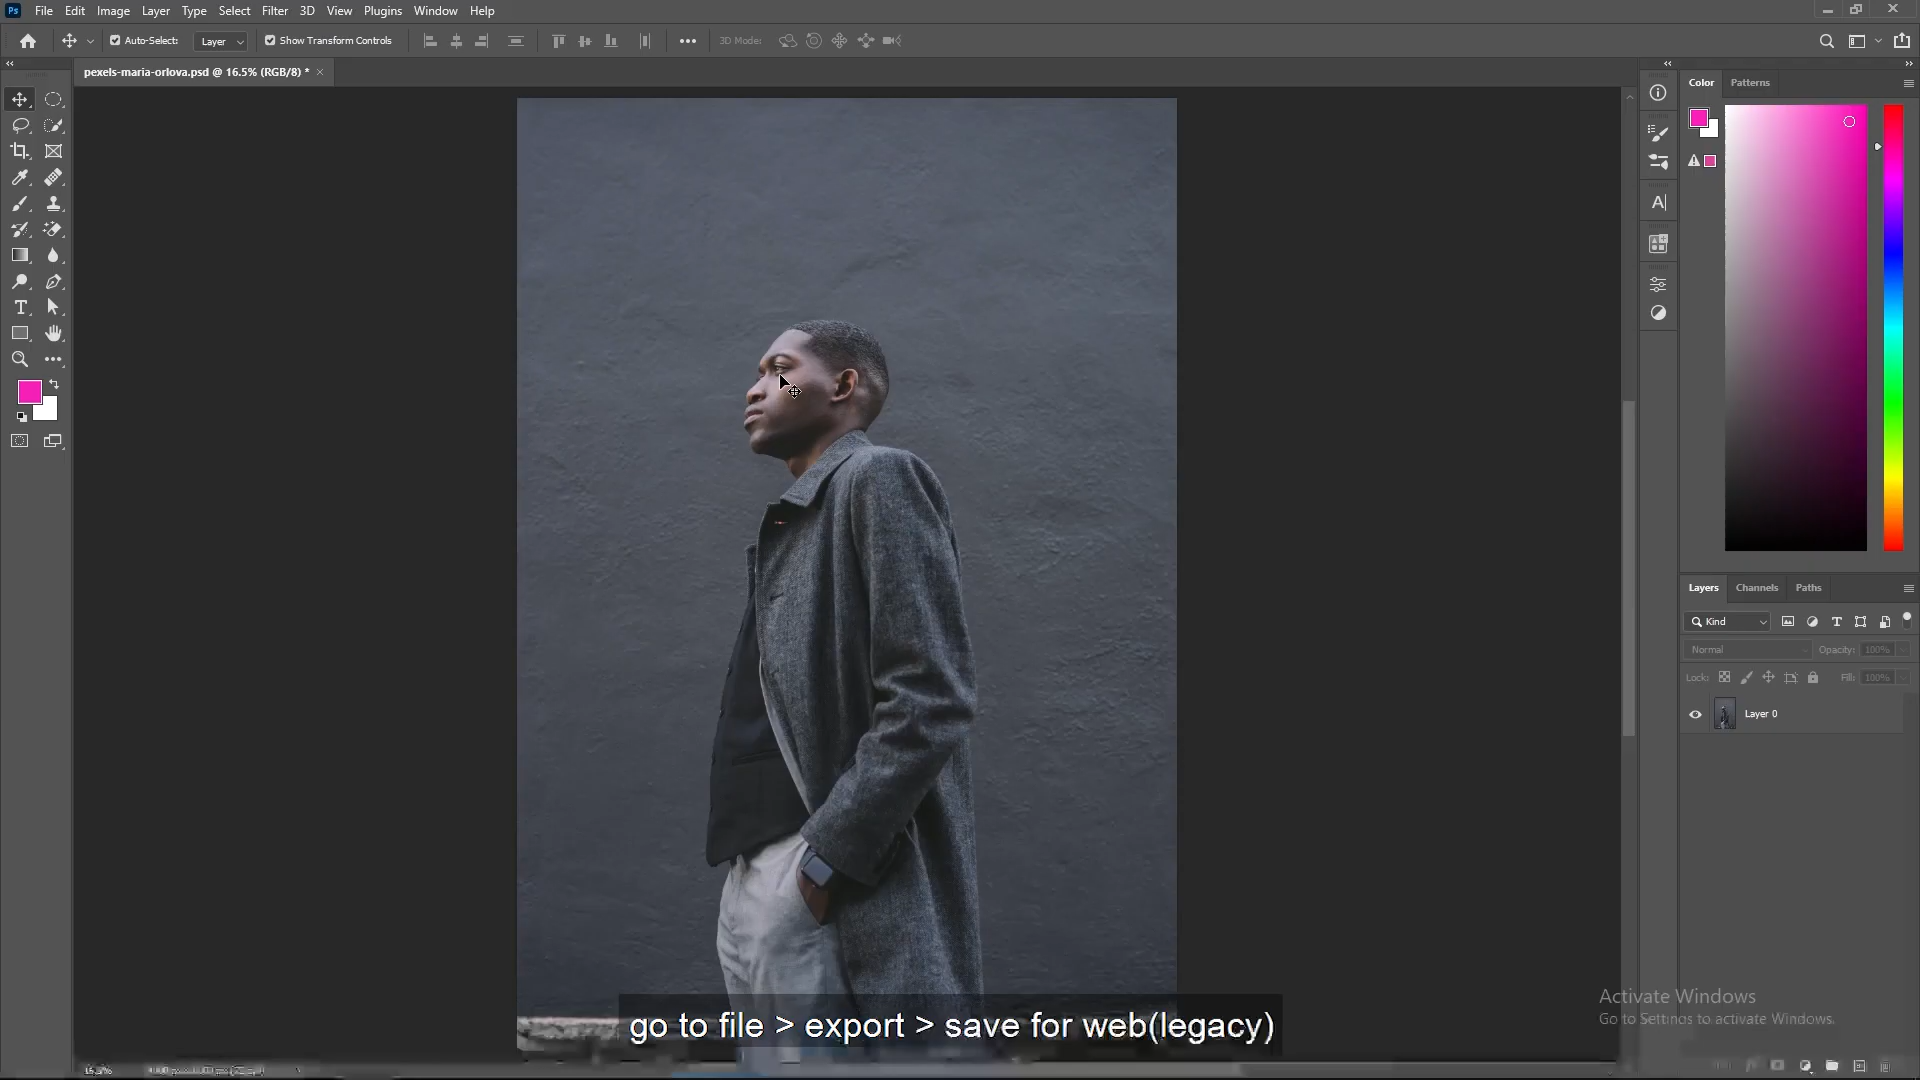 Ps File Edit Image Layer Type Select Filter 3D View Plugins Window Help
Auto-Select: Layer Show Transform Controls 3D Mode:
pexels-maria-orlova.psd @ 16.5% (RGB/8) * ×
Color Patterns
Layers Channels Paths
Kind
Normal Opacity: 100%
Lock: Fill: 100%
Layer 0
Activate Windows
Go to Settings to activate Windows.
go to file > export > save for web(legacy)